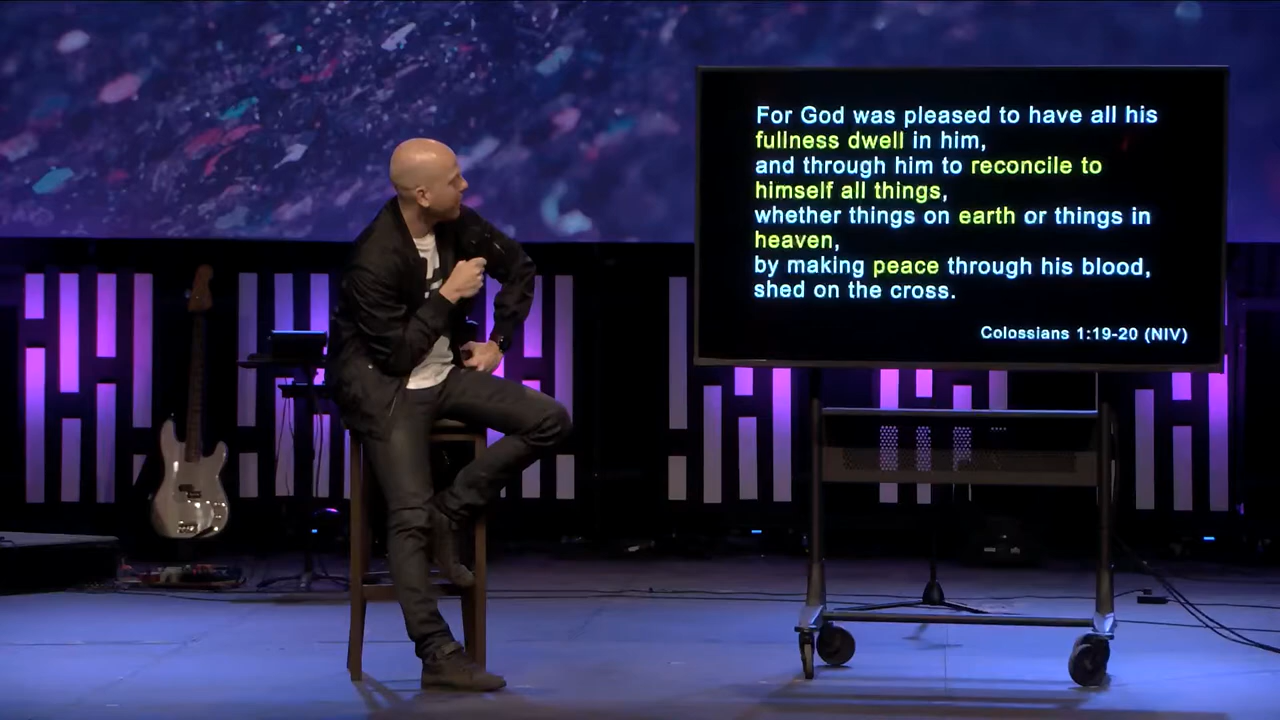 For God was pleased to have all his
fullness dwell in him,
and through him to reconcile to
himself all things,
whether things on earth or things in
heaven,
by making peace through his blood,
shed on the cross.
Colossians 1:19-20 (NIV)